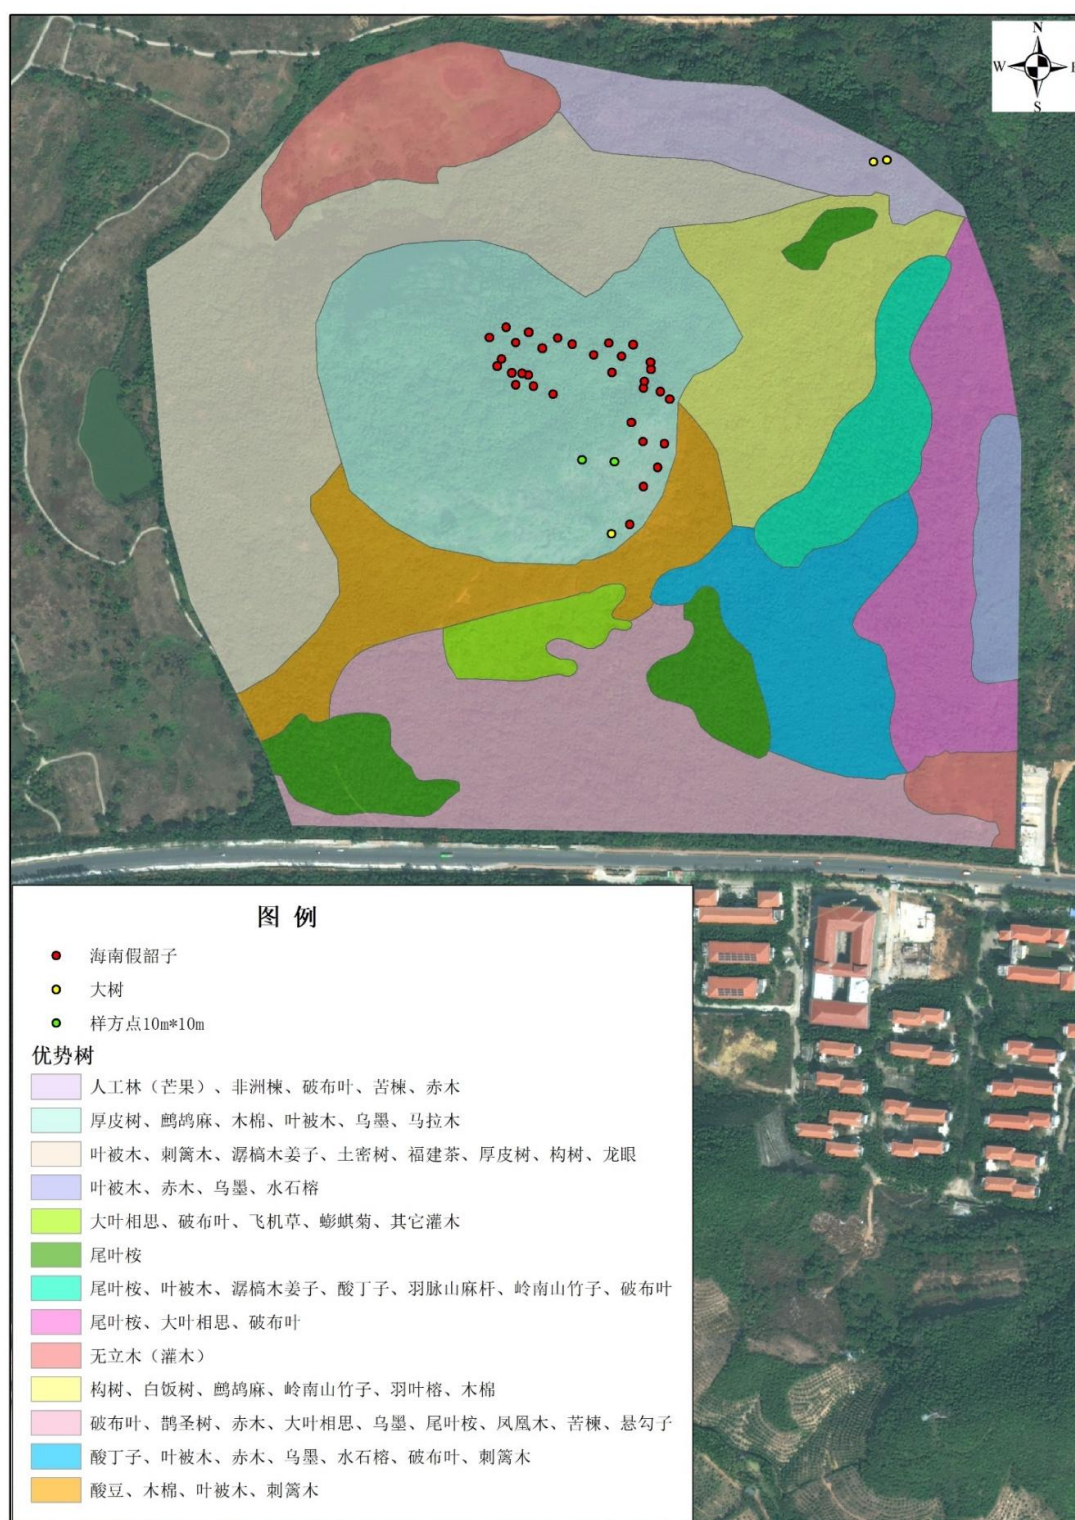 N
W
E
S
图 例
海南假韶子
大树
样方点10m*10m
优势树
人工林（芒果）、非洲楝、破布叶、苦楝、赤木
厚皮树、鹧鸪麻、木棉、叶被木、乌墨、马拉木
叶被木、刺篱木、潺槁木姜子、土密树、福建茶、厚皮树、构树、龙眼
叶被木、赤木、乌墨、水石榕
大叶相思、破布叶、飞机草、蟛蜞菊、其它灌木
尾叶桉
尾叶桉、叶被木、潺槁木姜子、酸丁子、羽脉山麻杆、岭南山竹子、破布叶
尾叶桉、大叶相思、破布叶
无立木（灌木）
构树、白饭树、鹧鸪麻、岭南山竹子、羽叶榕、木棉
破布叶、鹊圣树、赤木、大叶相思、乌墨、尾叶桉、凤凰木、苦楝、悬勾子
酸丁子、叶被木、赤木、乌墨、水石榕、破布叶、刺篱木
酸豆、木棉、叶被木、刺篱木